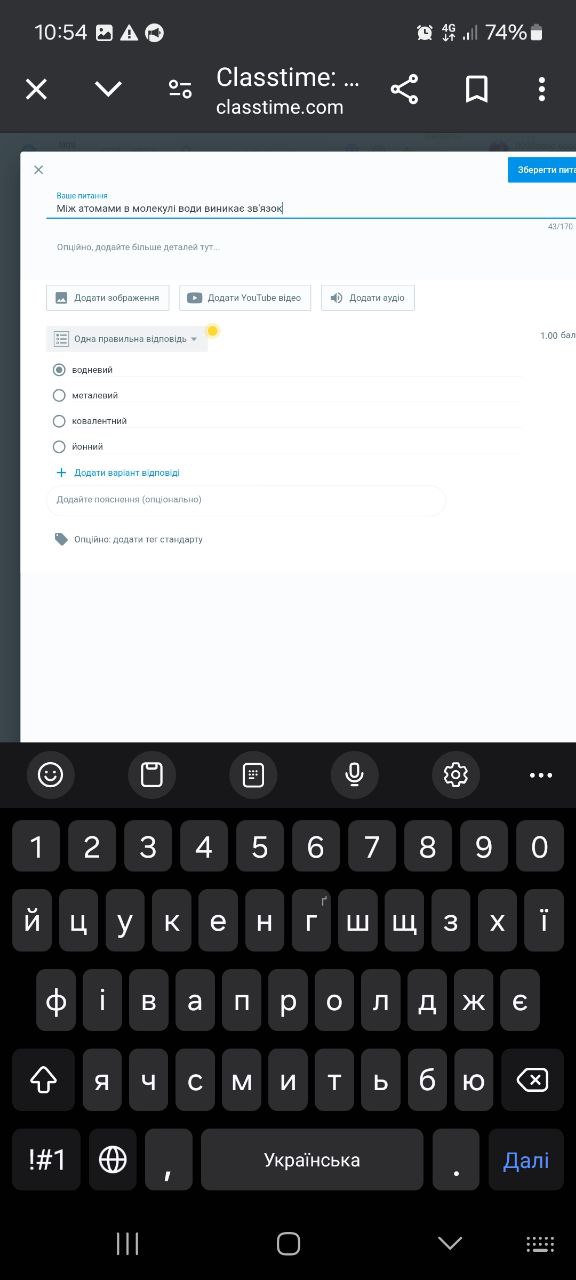 10:54
4G
74%
Classtime: ...
classtime.com
Зберегти пита
Ваше питання
Між атомами в молекулі води виникає зв'язок
43/170
Опційно, додайте більше деталей тут...
Додати зображення
Додати YouTube відео
Додати аудіо
Одна правильна відповідь
1.00 бал
водневий
металевий
ковалентний
йонний
+ Додати варіант відповіді
Додайте пояснення (опціонально)
Опційно: додати тег стандарту
1 2 3 4 5 6 7 8 9 0
й ц у к е н г ґ ш щ з х ї
ф і в а п р о л д ж є
я ч с м и т ь б ю
!#1 , Українська . Далі